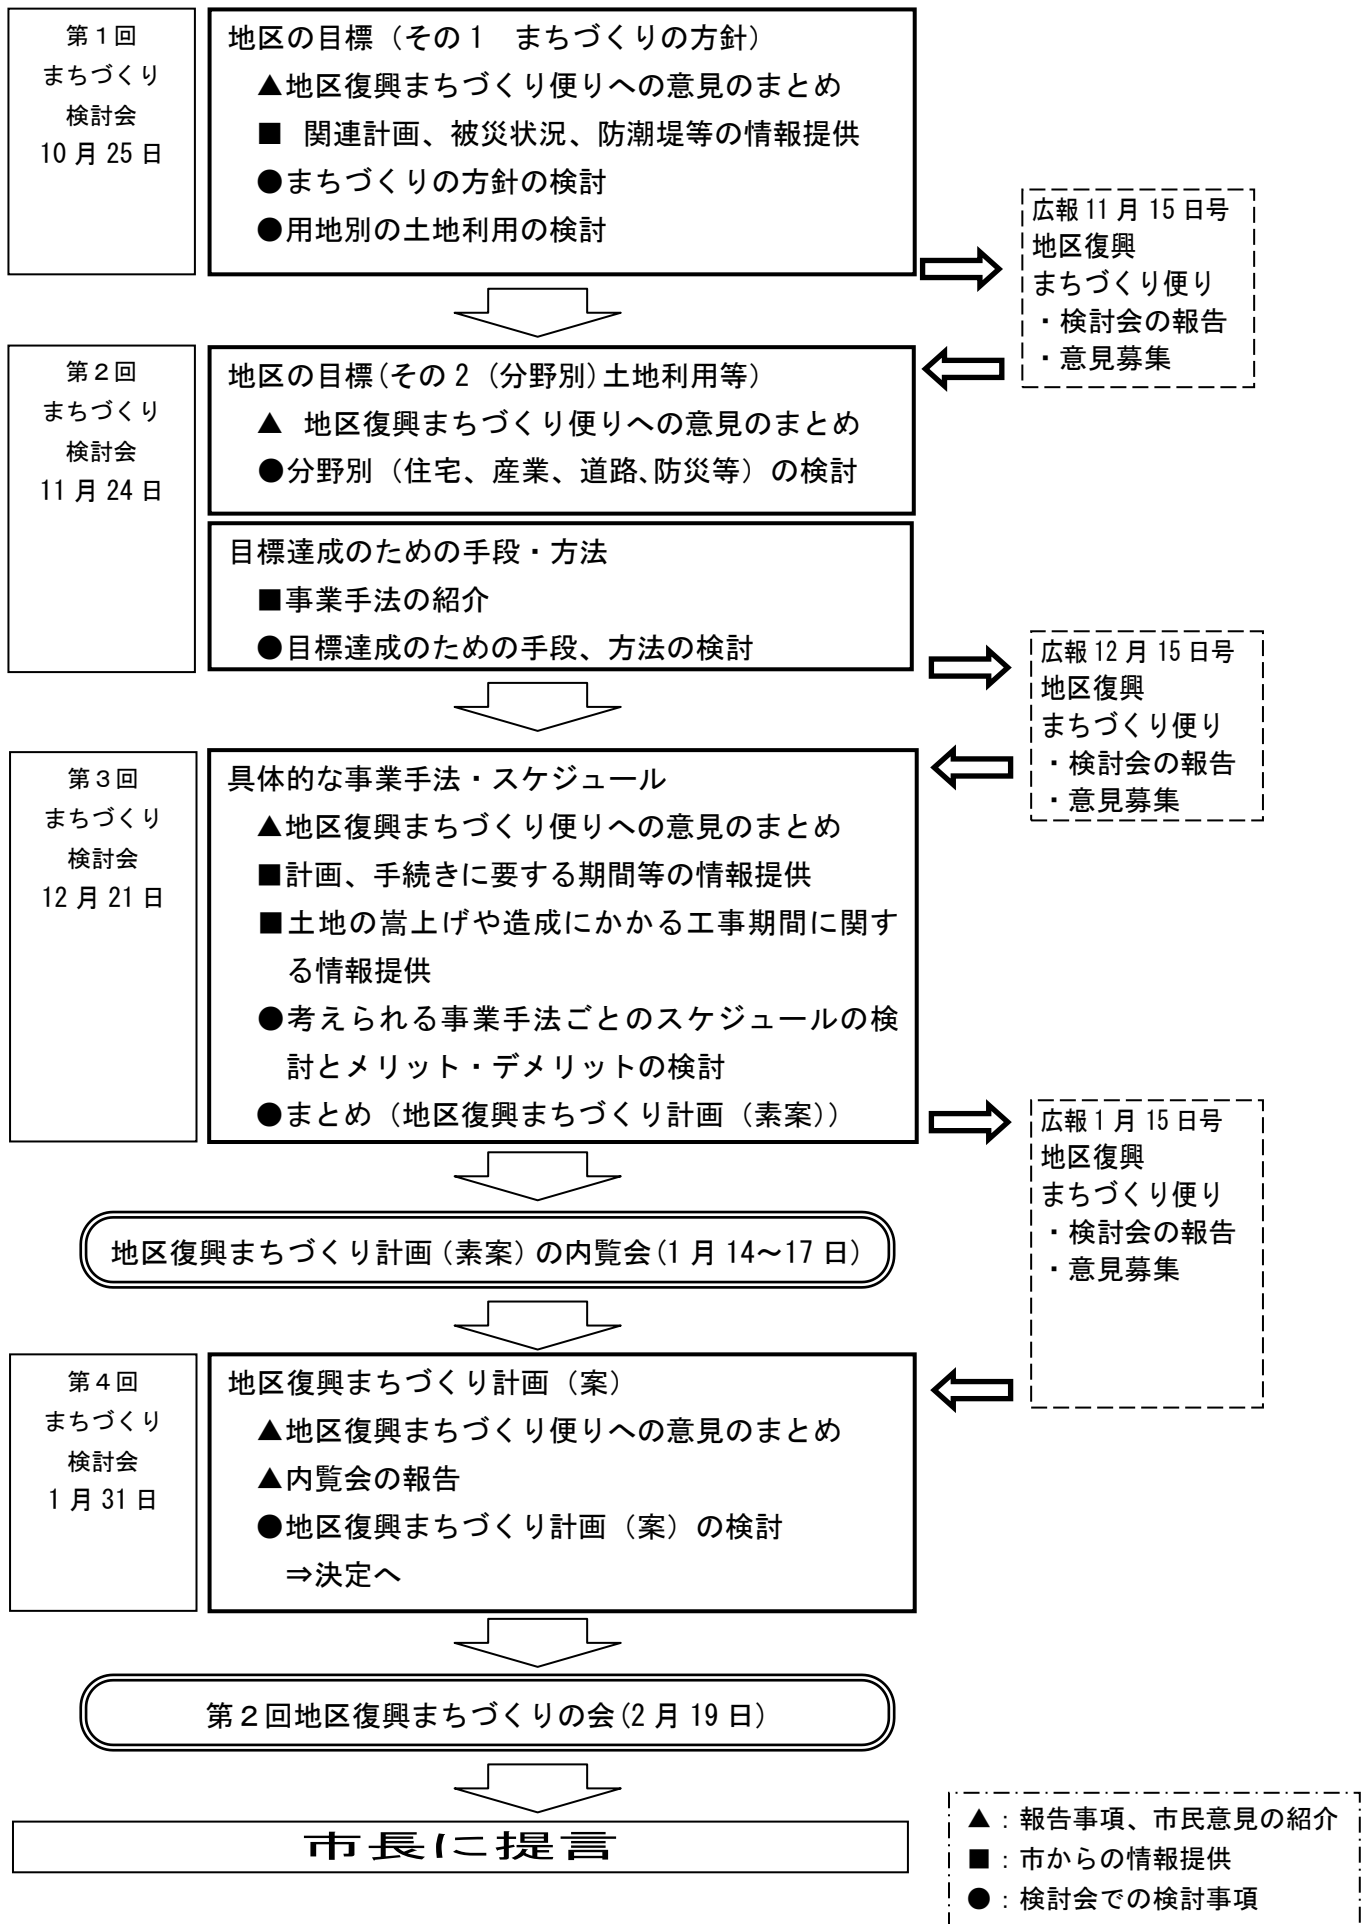 第１回
まちづくり
検討会
10 月 25 日
地区の目標（その１　まちづくりの方針）
▲地区復興まちづくり便りへの意見のまとめ
■ 関連計画、被災状況、防潮堤等の情報提供
●まちづくりの方針の検討
●用地別の土地利用の検討
広報 11 月 15 日号
地区復興
まちづくり便り
・検討会の報告
・意見募集
第２回
まちづくり
検討会
11 月 24 日
地区の目標(その２（分野別)土地利用等）
▲ 地区復興まちづくり便りへの意見のまとめ
●分野別（住宅、産業、道路､防災等）の検討
目標達成のための手段・方法
■事業手法の紹介
●目標達成のための手段、方法の検討
広報 12 月 15 日号
地区復興
まちづくり便り
・検討会の報告
・意見募集
第３回
まちづくり
検討会
12 月 21 日
具体的な事業手法・スケジュール
▲地区復興まちづくり便りへの意見のまとめ
■計画、手続きに要する期間等の情報提供
■土地の嵩上げや造成にかかる工事期間に関す
る情報提供
●考えられる事業手法ごとのスケジュールの検
討とメリット・デメリットの検討
●まとめ（地区復興まちづくり計画（素案））
広報 1 月 15 日号
地区復興
まちづくり便り
・検討会の報告
・意見募集
地区復興まちづくり計画（素案）の内覧会(1 月 14～17 日)
第４回
まちづくり
検討会
1 月 31 日
地区復興まちづくり計画（案）
▲地区復興まちづくり便りへの意見のまとめ
▲内覧会の報告
●地区復興まちづくり計画（案）の検討
⇒決定へ
第２回地区復興まちづくりの会(2 月 19 日)
市長に提言
▲：報告事項、市民意見の紹介
■：市からの情報提供
●：検討会での検討事項